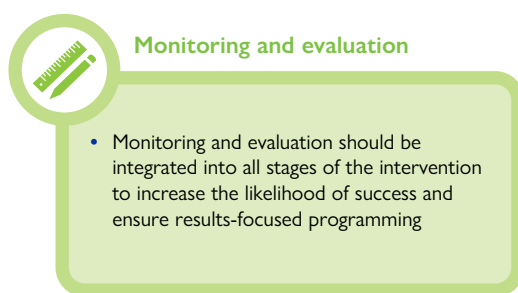 Monitoring and evaluation
• Monitoring and evaluation should be
integrated into all stages of the intervention
to increase the likelihood of success and
ensure results-focused programming